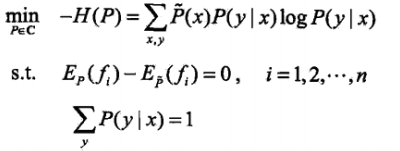 min −H(P) = ∑ P̃(x)P(y|x) log P(y|x)
P∈C x,y
s.t. E_P(f_i) − E_P̃(f_i) = 0, i = 1,2,⋯,n
∑ P(y|x) = 1
y